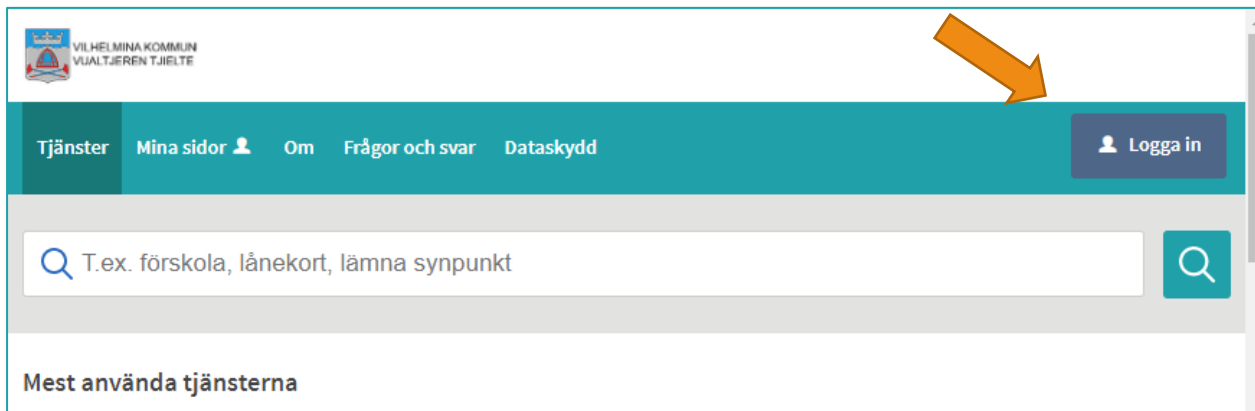 VILHELMINA KOMMUN
VUALTJEREN TJIELTE
Tjänster Mina sidor Om Frågor och svar Dataskydd Logga in
T.ex. förskola, lånekort, lämna synpunkt
Mest använda tjänsterna